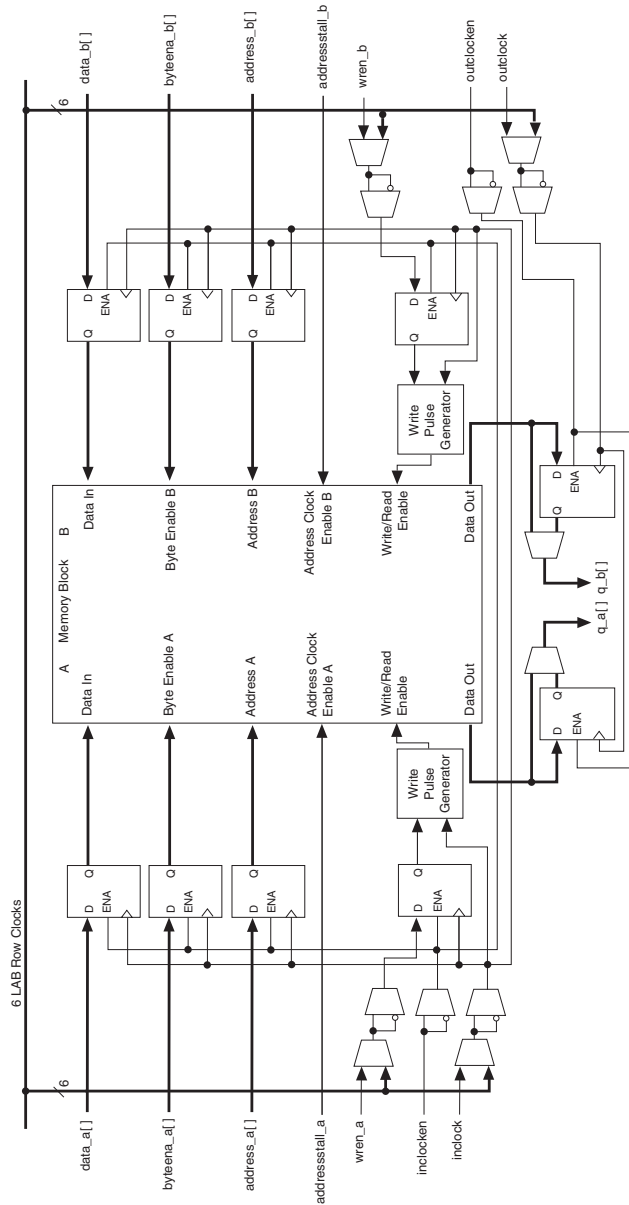 6 LAB Row Clocks
6
6
data_a[ ]
byteena_a[ ]
address_a[ ]
addressstall_a
wren_a
inclocken
inclock
data_b[ ]
byteena_b[ ]
address_b[ ]
addressstall_b
wren_b
outclocken
outclock
D Q
ENA
D Q
ENA
D Q
ENA
D Q
ENA
Write
Pulse
Generator
A Memory Block B
Data In
Data In
Byte Enable A
Byte Enable B
Address A
Address B
Address Clock
Enable A
Address Clock
Enable B
Write/Read
Enable
Write/Read
Enable
Data Out
Data Out
Q D
ENA
Q D
ENA
Q D
ENA
Q D
ENA
Write
Pulse
Generator
D Q
ENA
q_a[ ]
q_b[ ]
Q D
ENA